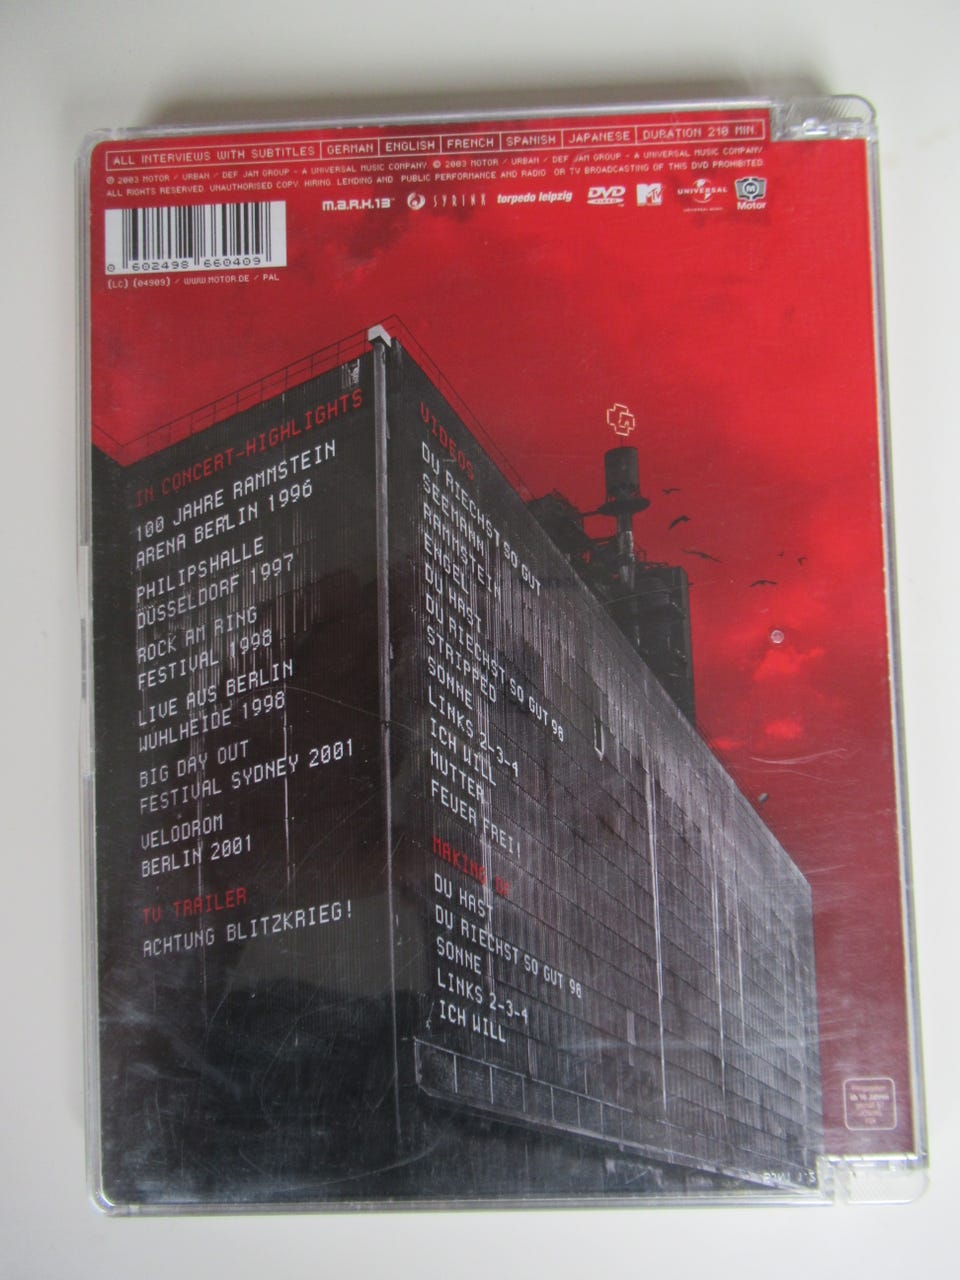 ALL INTERVIEWS WITH SUBTITLES GERMAN ENGLISH FRENCH SPANISH JAPANESE DURATION 210 MIN.
℗ 2003 MOTOR / URBAN / DEF JAM GROUP - A UNIVERSAL MUSIC COMPANY © 2003 MOTOR / URBAN / DEF JAM GROUP - A UNIVERSAL MUSIC COMPANY
ALL RIGHTS RESERVED. UNAUTHORISED COPY, HIRING, LENDING AND PUBLIC PERFORMANCE AND RADIO OR TV BROADCASTING OF THIS DVD PROHIBITED.
M.A.R.K.13 SYRINX torpedo leipzig DVD VIDEO MTV UNIVERSAL M
UNIVERSAL MUSIC Motor
0 602498 660409
(LC) (04909) / WWW.MOTOR.DE / PAL
IN CONCERT-HIGHLIGHTS
100 JAHRE RAMMSTEIN
ARENA BERLIN 1996
PHILIPSHALLE
DÜSSELDORF 1997
ROCK AM RING
FESTIVAL 1998
LIVE AUS BERLIN
WUHLHEIDE 1998
BIG DAY OUT
FESTIVAL SYDNEY 2001
VELODROM
BERLIN 2001
TV TRAILER
ACHTUNG BLITZKRIEG!
VIDEOS
DU RIECHST SO GUT
SEEMANN
RAMMSTEIN
ENGEL
DU HAST
DU RIECHST SO GUT 98
STRIPPED
SONNE
LINKS 2-3-4
ICH WILL
MUTTER
FEUER FREI!
MAKING OF
DU HAST
DU RIECHST SO GUT 98
SONNE
LINKS 2-3-4
ICH WILL